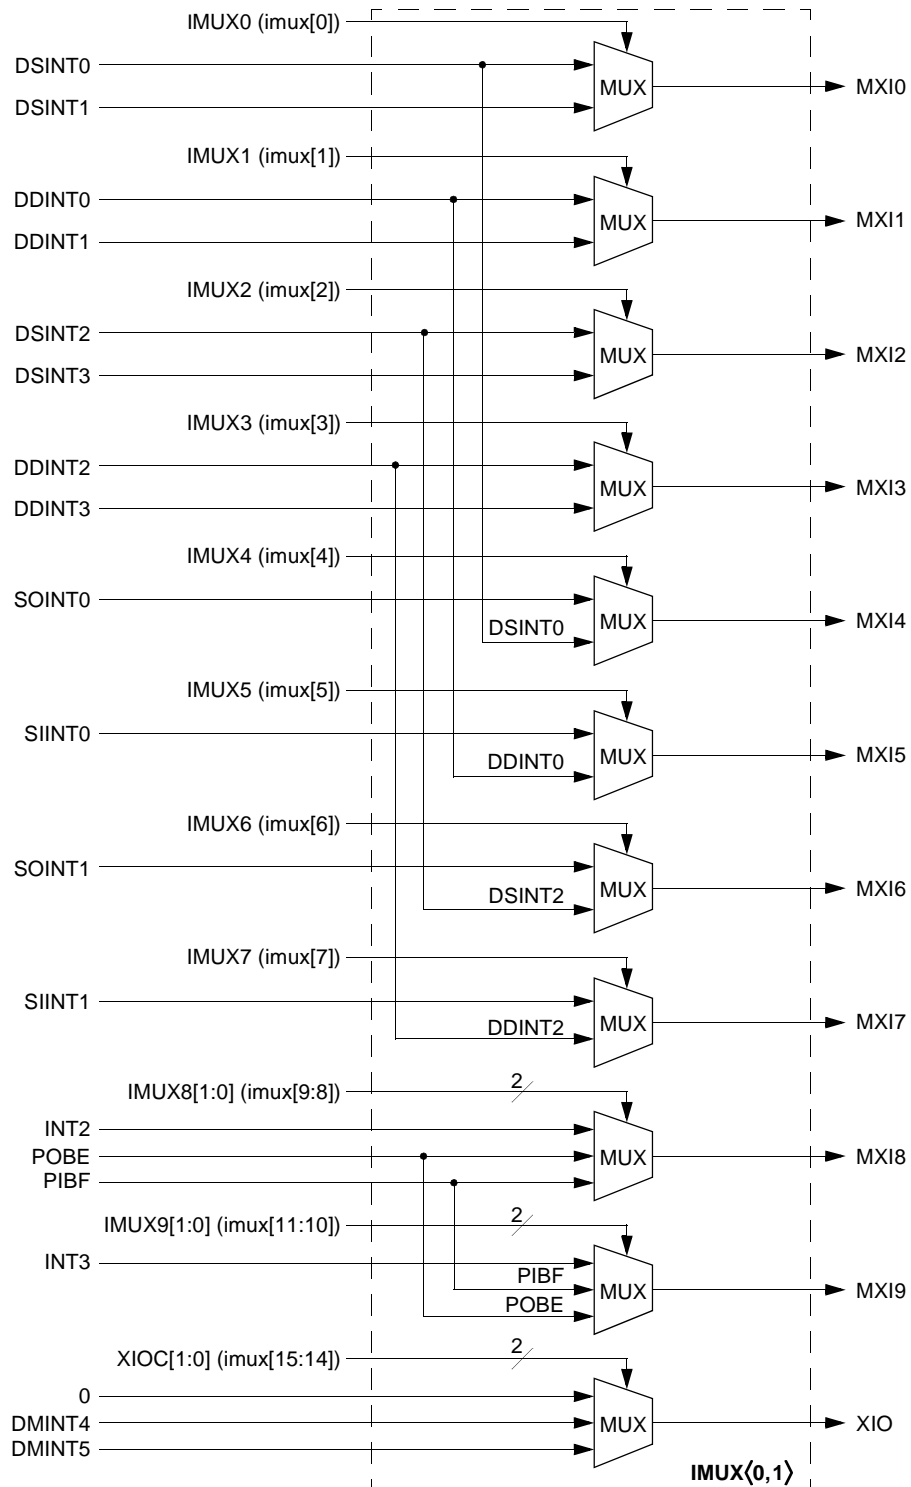 IMUX0 (imux[0])
DSINT0
MUX
MXI0
DSINT1
IMUX1 (imux[1])
DDINT0
MUX
MXI1
DDINT1
IMUX2 (imux[2])
DSINT2
MUX
MXI2
DSINT3
IMUX3 (imux[3])
DDINT2
MUX
MXI3
DDINT3
IMUX4 (imux[4])
SOINT0
MUX
MXI4
DSINT0
IMUX5 (imux[5])
SIINT0
MUX
MXI5
DDINT0
IMUX6 (imux[6])
SOINT1
MUX
MXI6
DSINT2
IMUX7 (imux[7])
SIINT1
MUX
MXI7
DDINT2
IMUX8[1:0] (imux[9:8])
2
INT2
POBE
MUX
MXI8
PIBF
IMUX9[1:0] (imux[11:10])
2
INT3
PIBF
MUX
MXI9
POBE
XIOC[1:0] (imux[15:14])
2
0
DMINT4
MUX
XIO
DMINT5
IMUX⟨0,1⟩